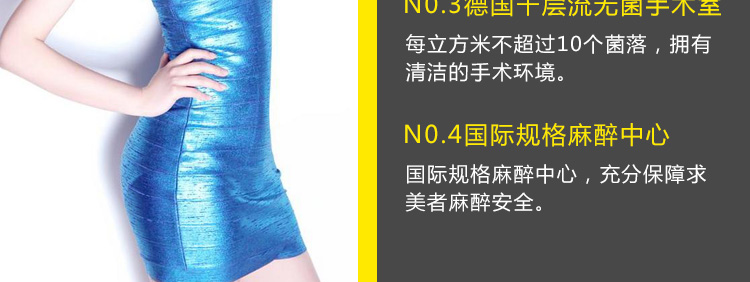 N0.3德国千层流无菌手术室
每立方米不超过10个菌落，拥有
清洁的手术环境。
N0.4国际规格麻醉中心
国际规格麻醉中心，充分保障求
美者麻醉安全。